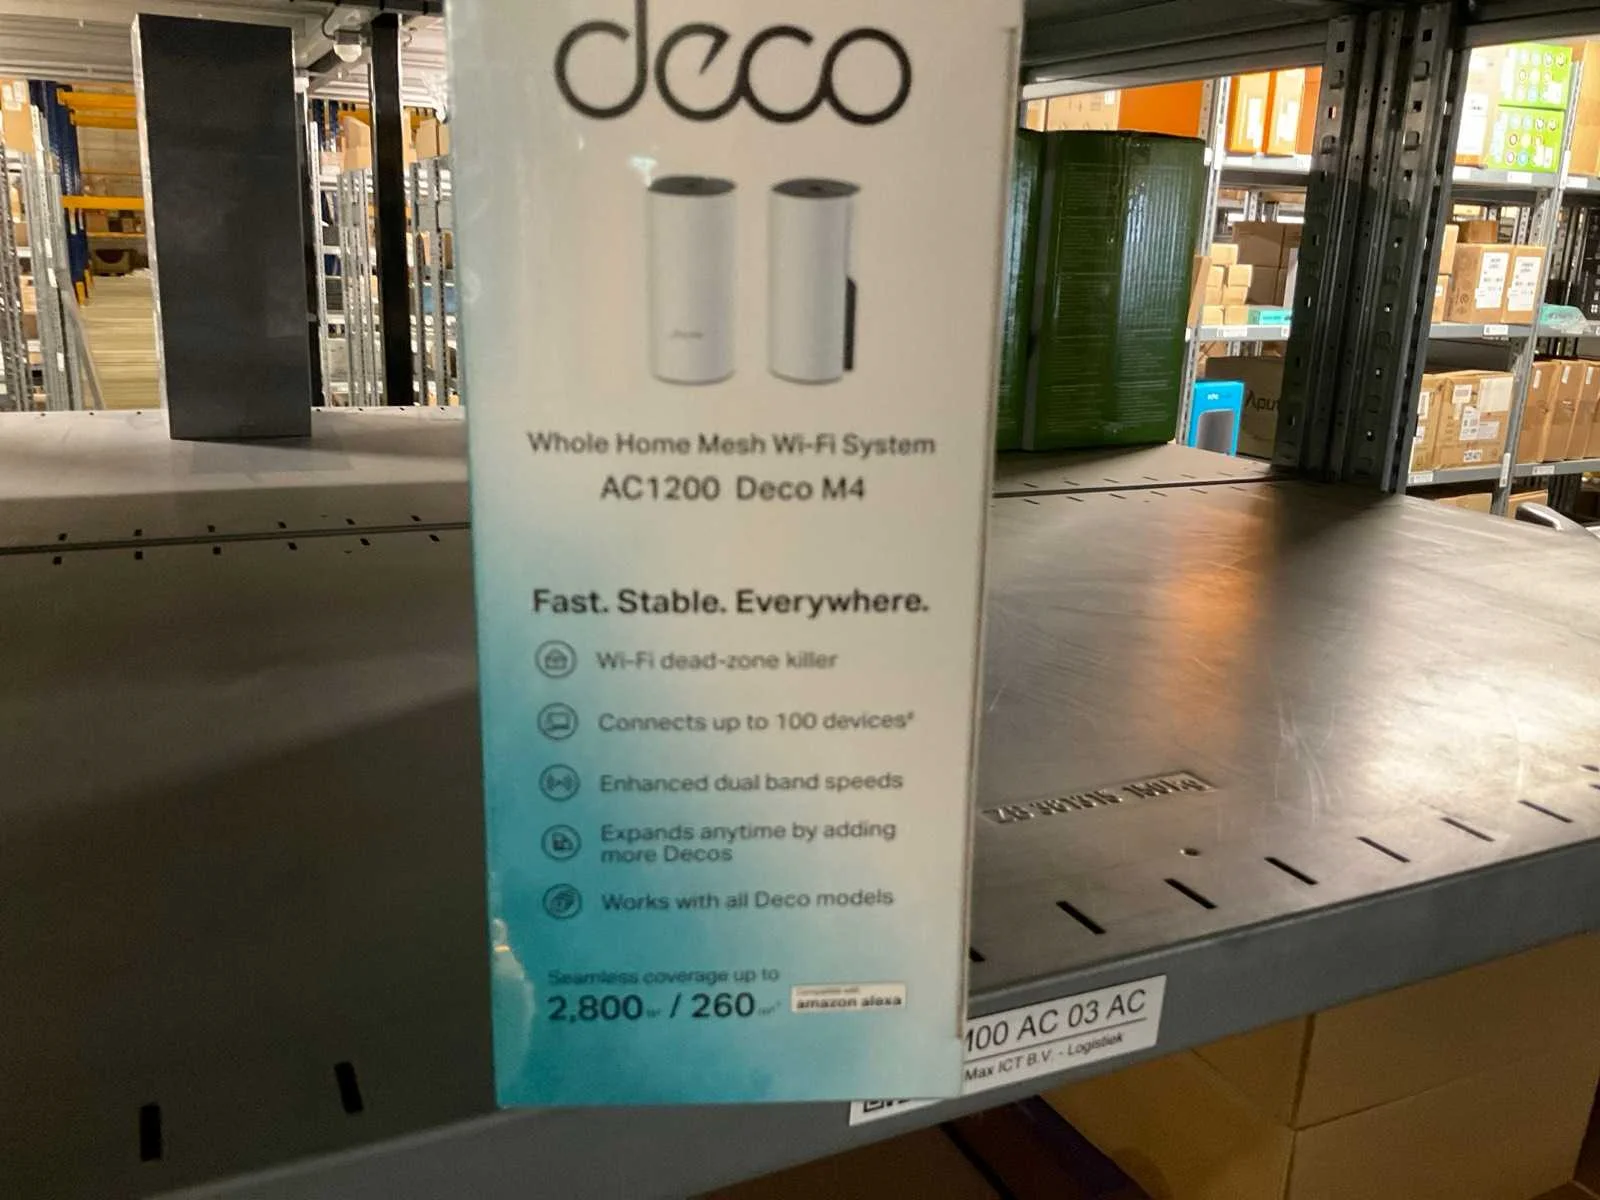 deco
Whole Home Mesh Wi-Fi System
AC1200 Deco M4
Fast. Stable. Everywhere.
Wi-Fi dead-zone killer
Connects up to 100 devices*
Enhanced dual band speeds
Expands anytime by adding
more Decos
Works with all Deco models
Seamless coverage up to
2,800 / 260
amazon alexa
100 AC 03 AC
Max ICT B.V. - Logistiek